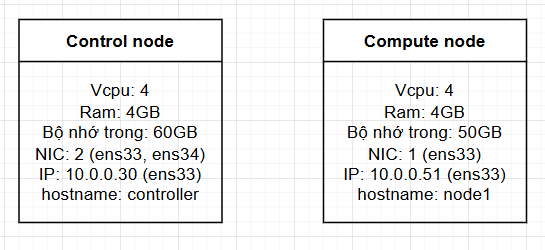 Control node
Vcpu: 4
Ram: 4GB
Bộ nhớ trong: 60GB
NIC: 2 (ens33, ens34)
IP: 10.0.0.30 (ens33)
hostname: controller
Compute node
Vcpu: 4
Ram: 4GB
Bộ nhớ trong: 50GB
NIC: 1 (ens33)
IP: 10.0.0.51 (ens33)
hostname: node1